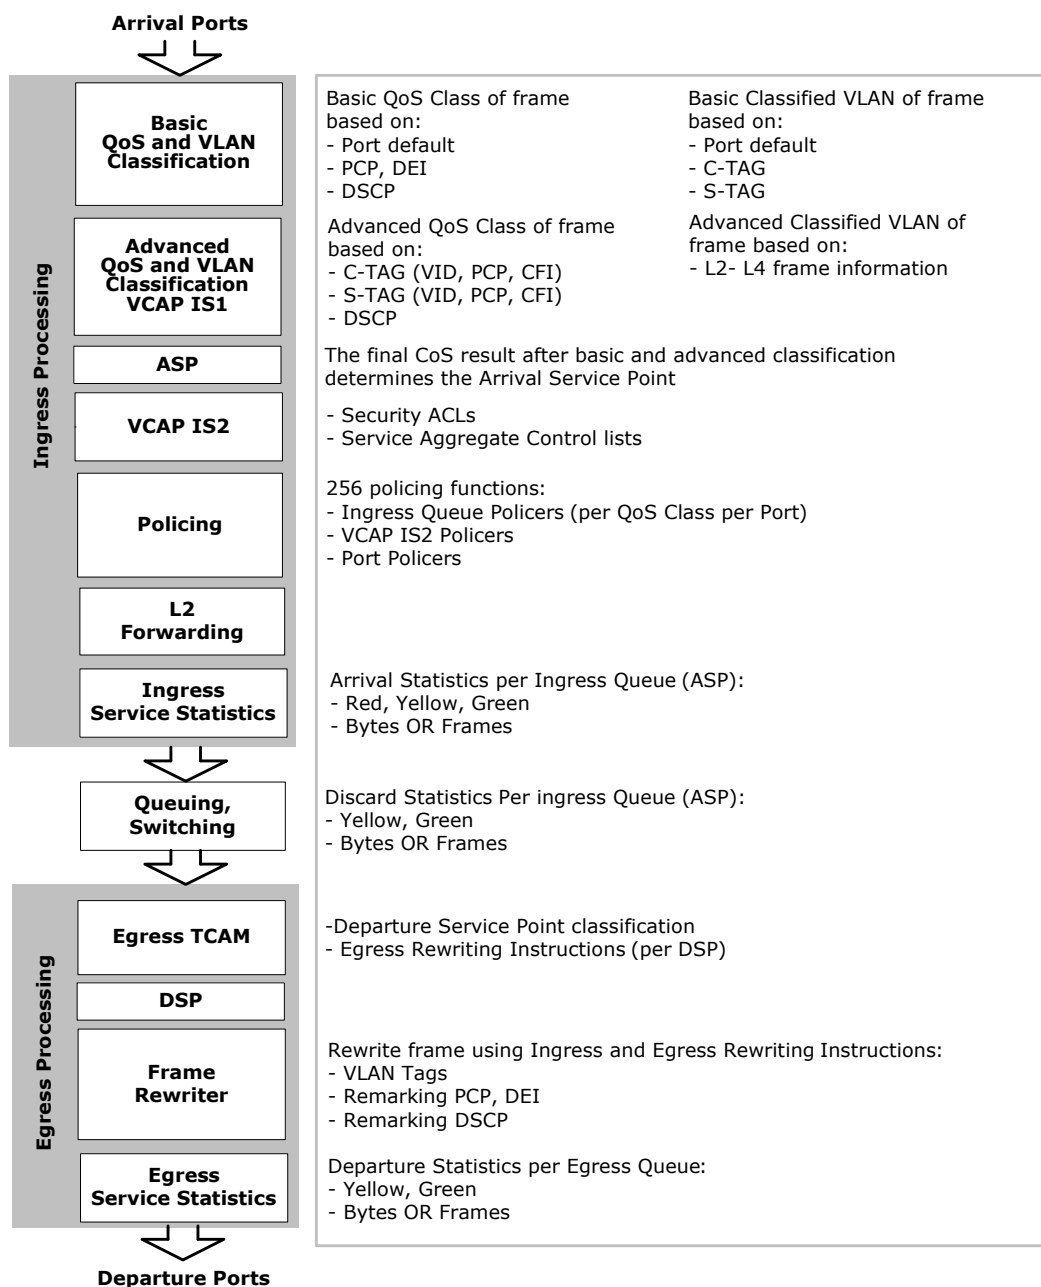 Arrival Ports
Ingress Processing
Basic
QoS and VLAN
Classification
Basic QoS Class of frame
based on:
- Port default
- PCP, DEI
- DSCP
Basic Classified VLAN of frame
based on:
- Port default
- C-TAG
- S-TAG
Advanced
QoS and VLAN
Classification
VCAP IS1
Advanced QoS Class of frame
based on:
- C-TAG (VID, PCP, CFI)
- S-TAG (VID, PCP, CFI)
- DSCP
Advanced Classified VLAN of
frame based on:
- L2- L4 frame information
ASP
The final CoS result after basic and advanced classification
determines the Arrival Service Point
VCAP IS2
- Security ACLs
- Service Aggregate Control lists
Policing
256 policing functions:
- Ingress Queue Policers (per QoS Class per Port)
- VCAP IS2 Policers
- Port Policers
L2
Forwarding
Ingress
Service Statistics
Arrival Statistics per Ingress Queue (ASP):
- Red, Yellow, Green
- Bytes OR Frames
Queuing,
Switching
Discard Statistics Per ingress Queue (ASP):
- Yellow, Green
- Bytes OR Frames
Egress Processing
Egress TCAM
-Departure Service Point classification
- Egress Rewriting Instructions (per DSP)
DSP
Frame
Rewriter
Rewrite frame using Ingress and Egress Rewriting Instructions:
- VLAN Tags
- Remarking PCP, DEI
- Remarking DSCP
Egress
Service Statistics
Departure Statistics per Egress Queue:
- Yellow, Green
- Bytes OR Frames
Departure Ports